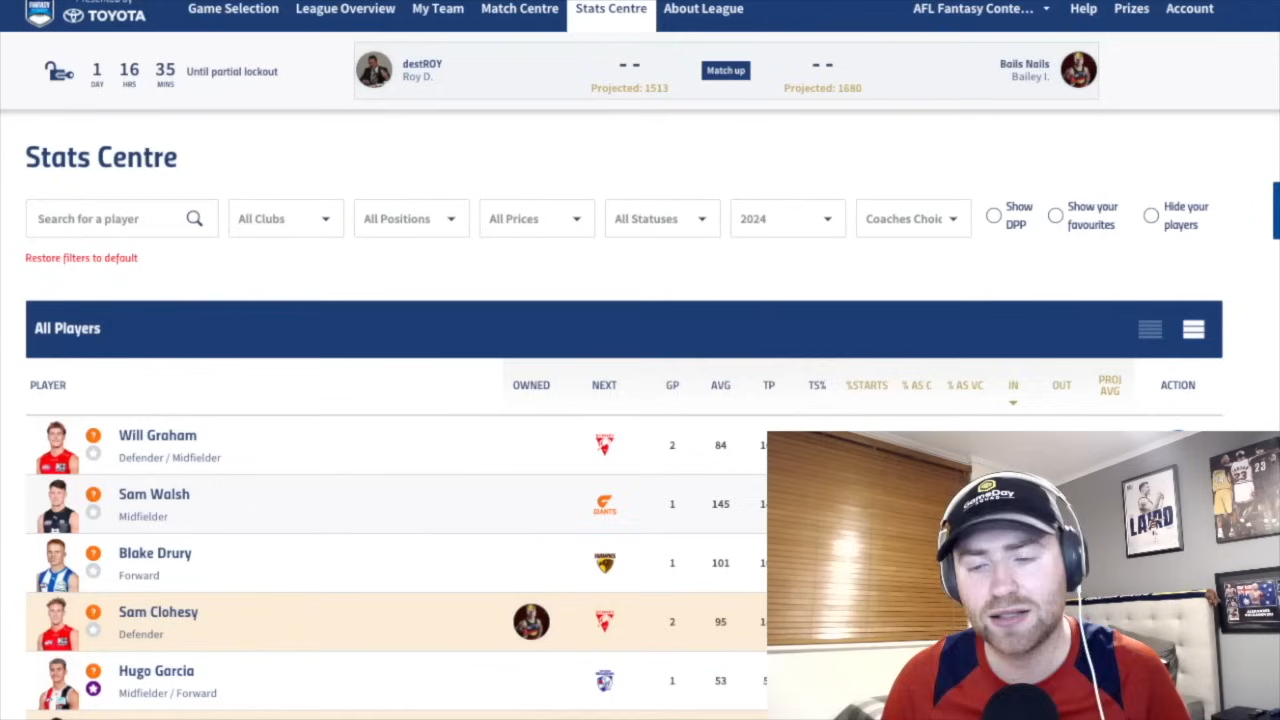 Presented by
TOYOTA
Game Selection League Overview My Team Match Centre Stats Centre About League AFL Fantasy Conte... Help Prizes Account
1 16 35 Until partial lockout
DAY HRS MINS
destROY
Roy D.
- -
Projected: 1513
Match up
- -
Projected: 1680
Bails Nails
Bailey I.
Stats Centre
Search for a player All Clubs All Positions All Prices All Statuses 2024 Coaches Choic
Show DPP
Show your favourites
Hide your players
Restore filters to default
All Players
PLAYER OWNED NEXT GP AVG TP TS% %STARTS % AS C % AS VC IN OUT PROJ AVG ACTION
Will Graham
Defender / Midfielder
2 84
Sam Walsh
Midfielder
GIANTS
1 145
Blake Drury
Forward
1 101
Sam Clohesy
Defender
2 95
Hugo Garcia
Midfielder / Forward
1 53
GameDay
SQUAD
LAIRD
23